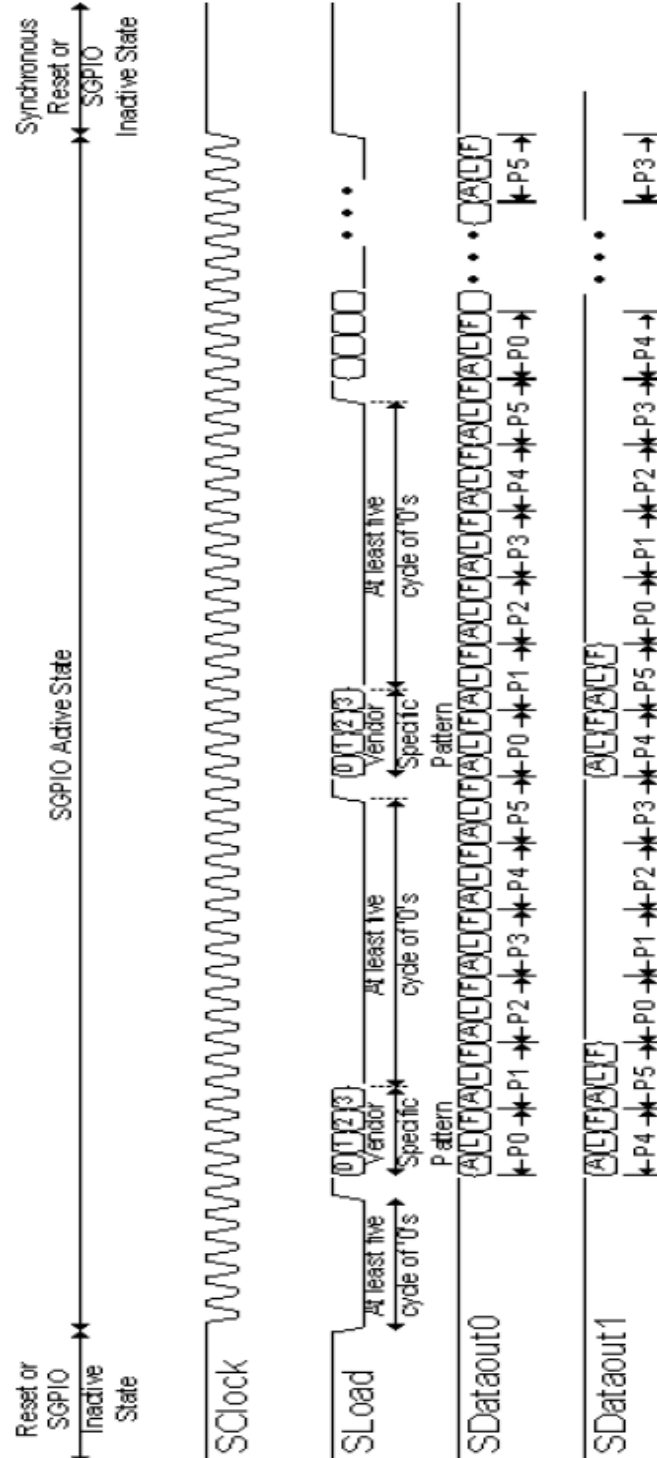 Reset or
SGPIO
Inactive
State
SGPIO Active State
Synchronous
Reset or
SGPIO
Inactive State
SClock
SLoad
At least five
cycle of '0's
0 1 2 3
Vendor
Specific
Pattern
At least five
cycle of '0's
0 1 2 3
Vendor
Specific
Pattern
At least five
cycle of '0's
SDataout0
A L F A L F A L F A L F A L F A L F A L F A L F A L F A L F A L F A L F A L F A L F
P0 P1 P2 P3 P4 P5 P0 P1 P2 P3 P4 P5 P0 P5
SDataout1
A L F A L F A L F A L F
P4 P5 P0 P1 P2 P3 P4 P5 P0 P1 P2 P3 P4 P3